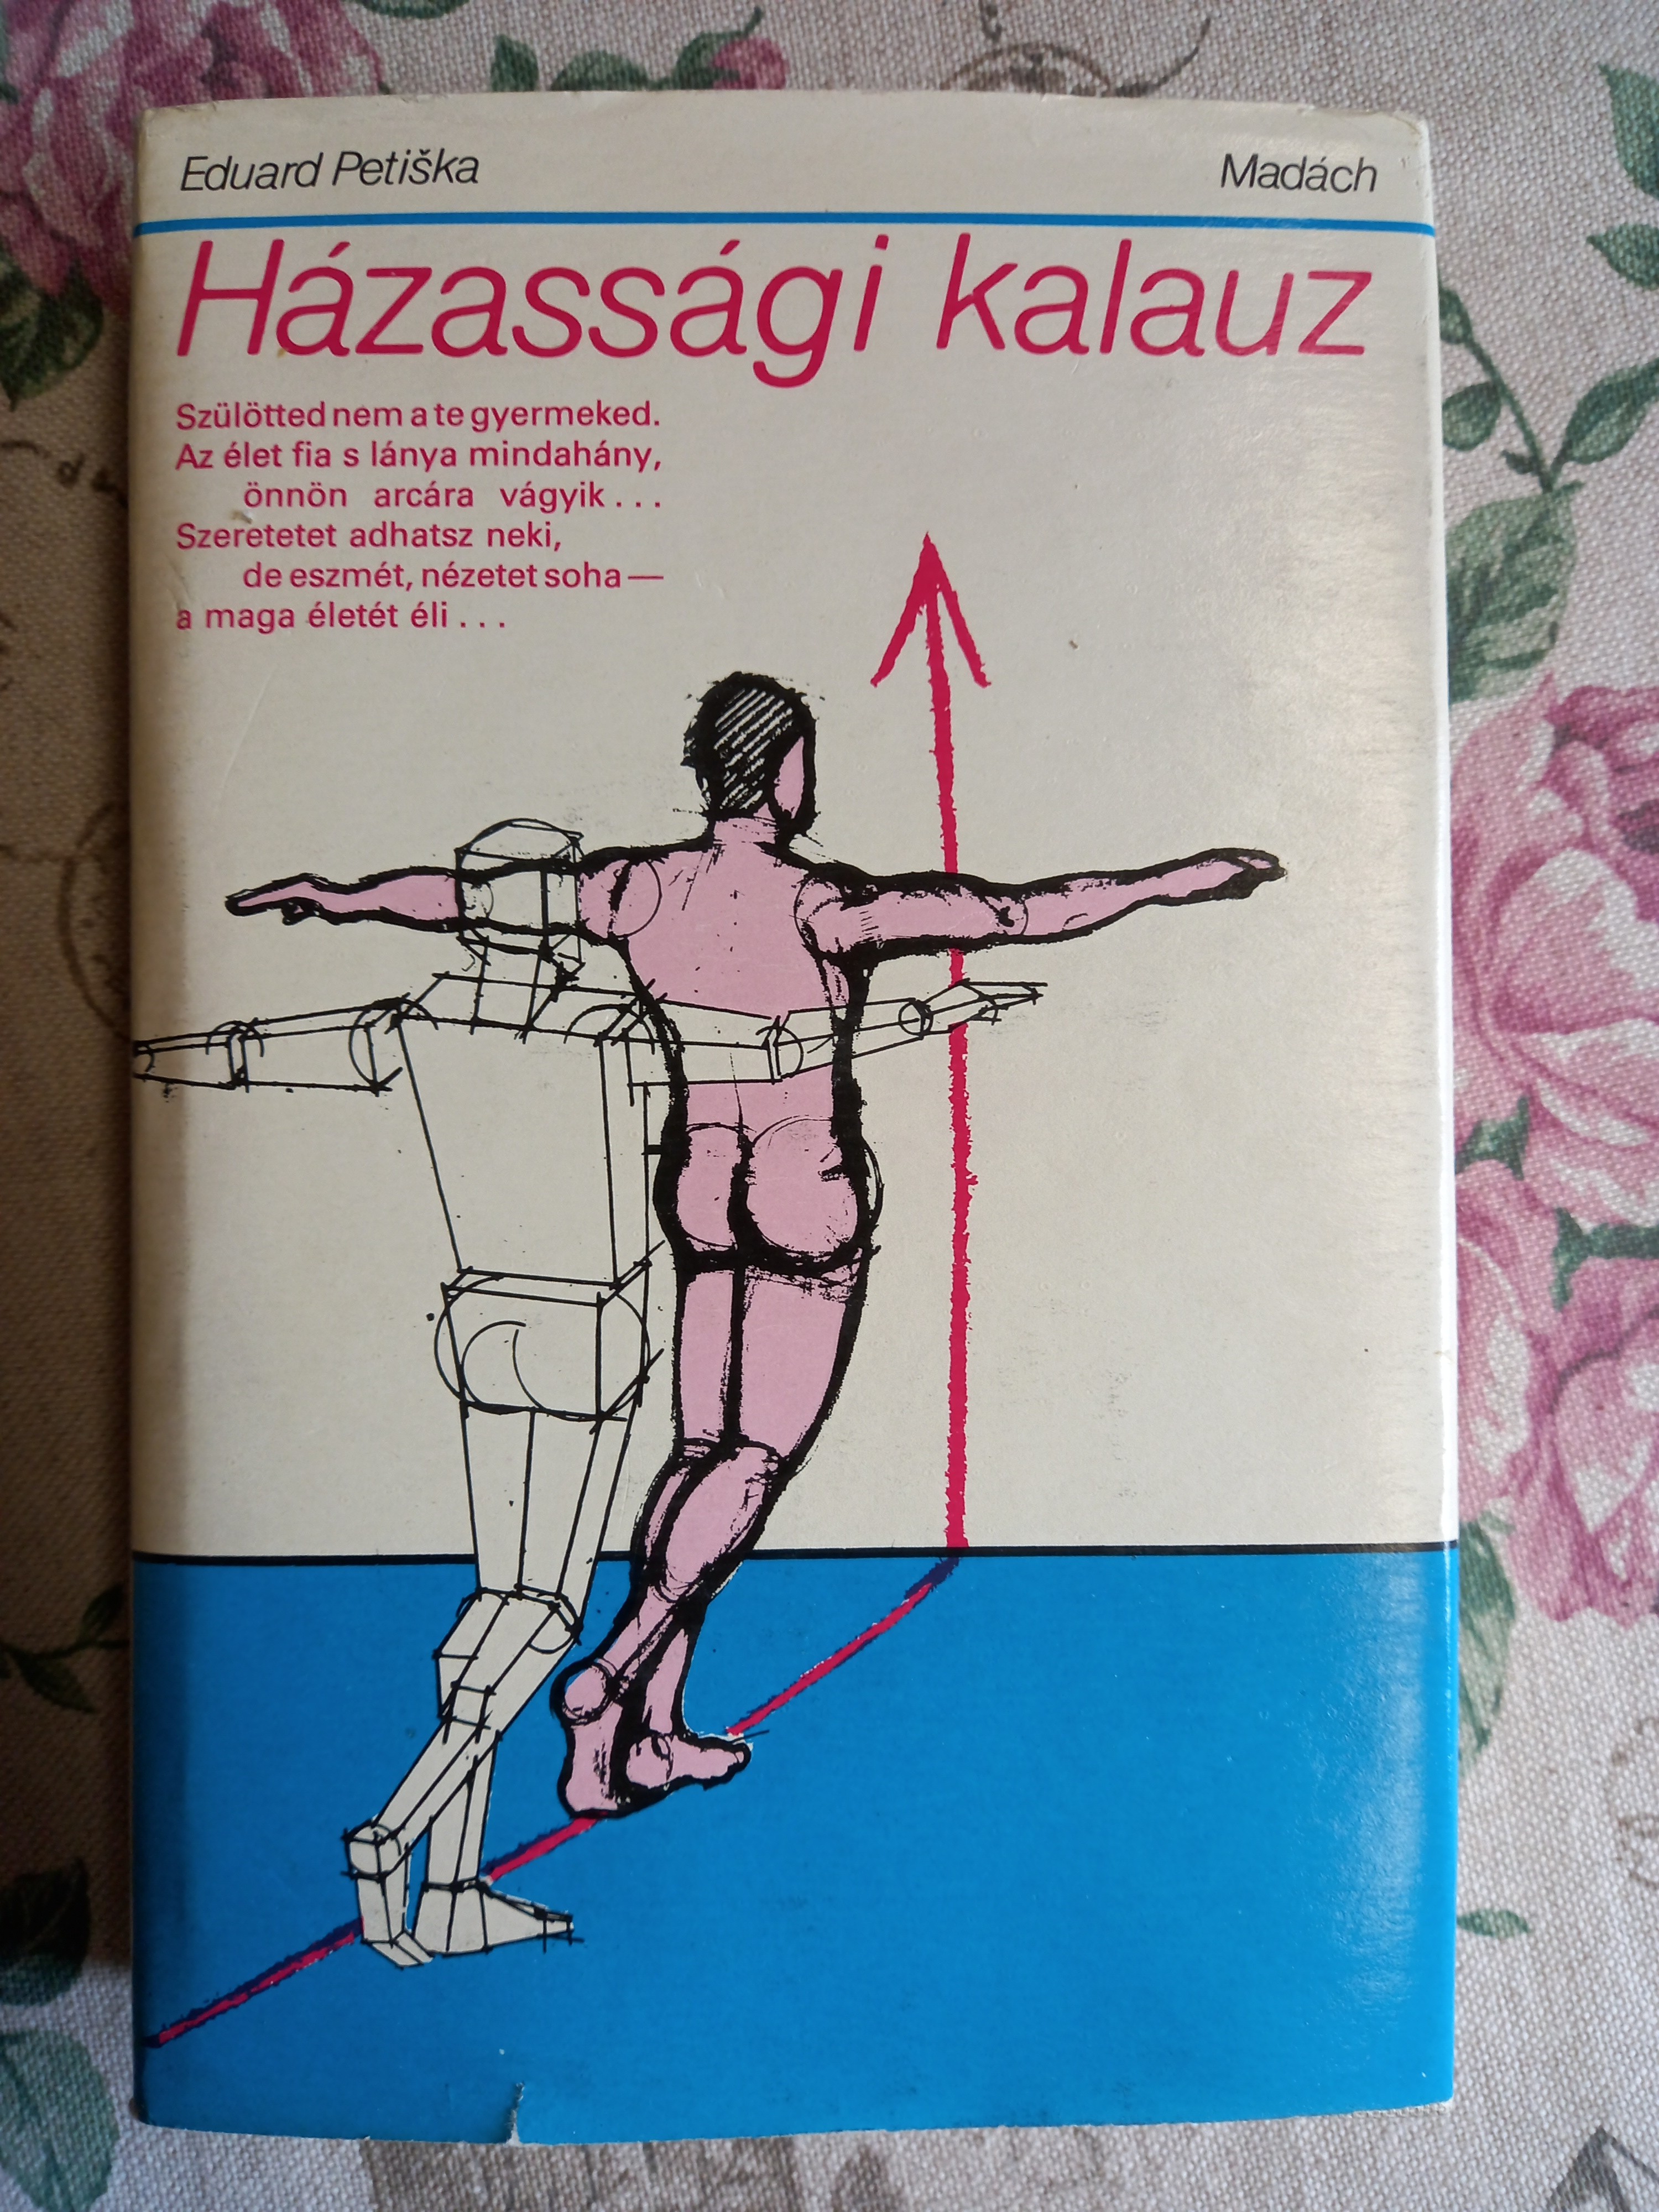 Eduard Petiška
Madách
Házassági kalauz
Szülötted nem a te gyermeked.
Az élet fia s lánya mindahány,
önnön arcára vágyik...
Szeretetet adhatsz neki,
de eszmét, nézetet soha—
a maga életét éli...